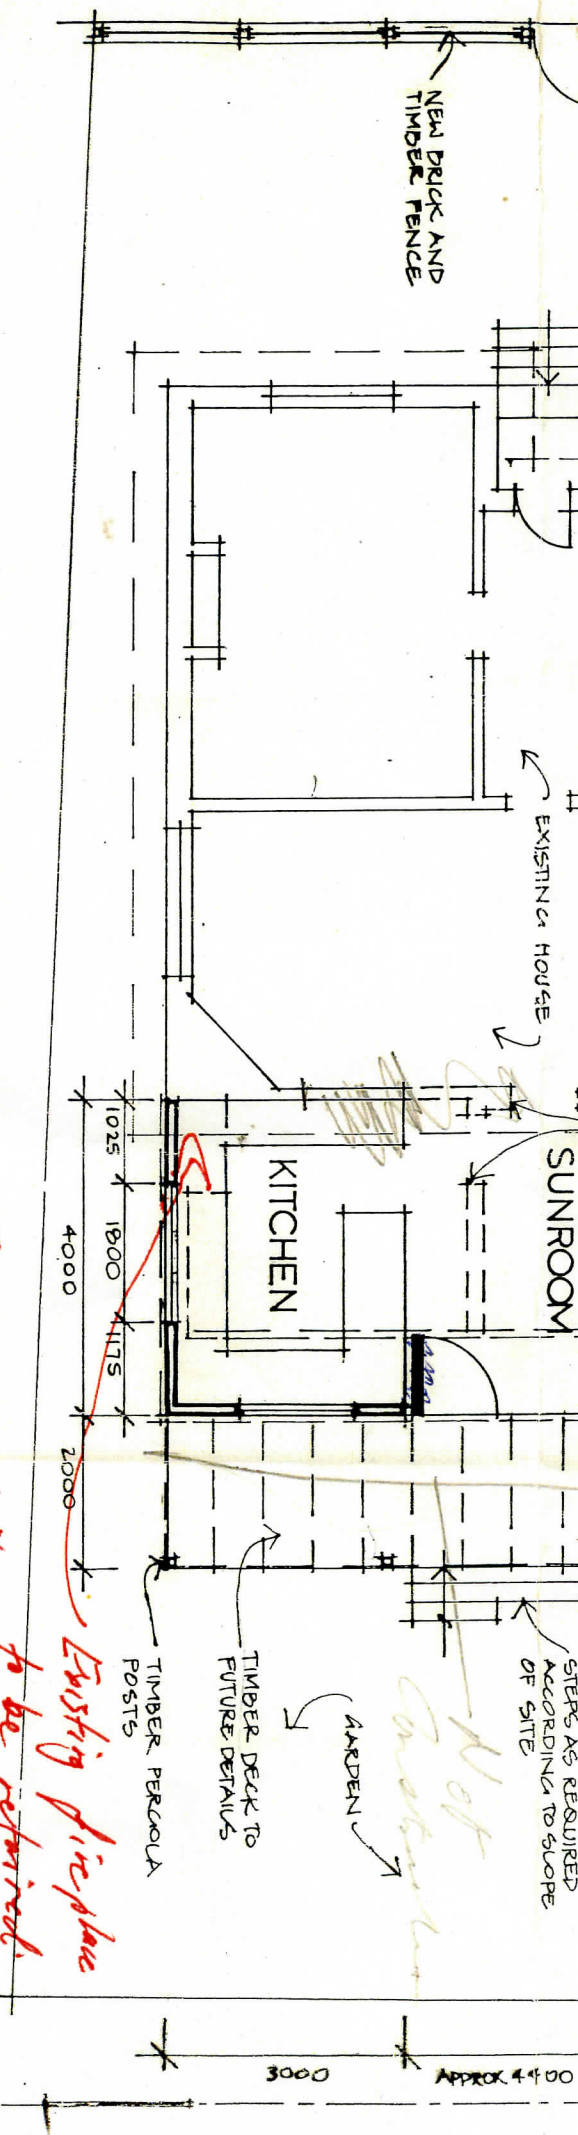 NEW BRICK AND
TIMBER FENCE
EXISTING HOUSE
SUNROOM
KITCHEN
1025
1800
1175
4000
2000
STEPS AS REQUIRED
ACCORDING TO SLOPE
OF SITE
Not
GARDEN
TIMBER DECK TO
FUTURE DETAILS
TIMBER PERGOLA
POSTS
Existing fireplace
to be retained.
3000
APPROX 4400